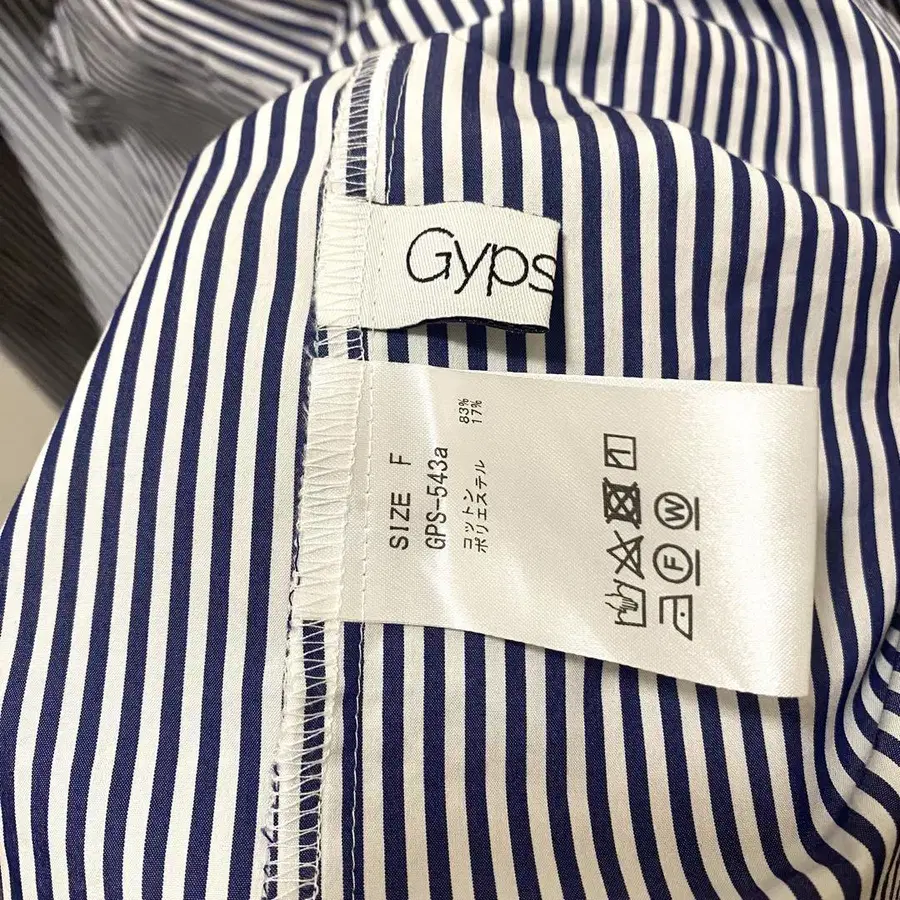 Gyps
SIZE F
GPS-543a
コットン 83%
ポリエステル 17%
F
W